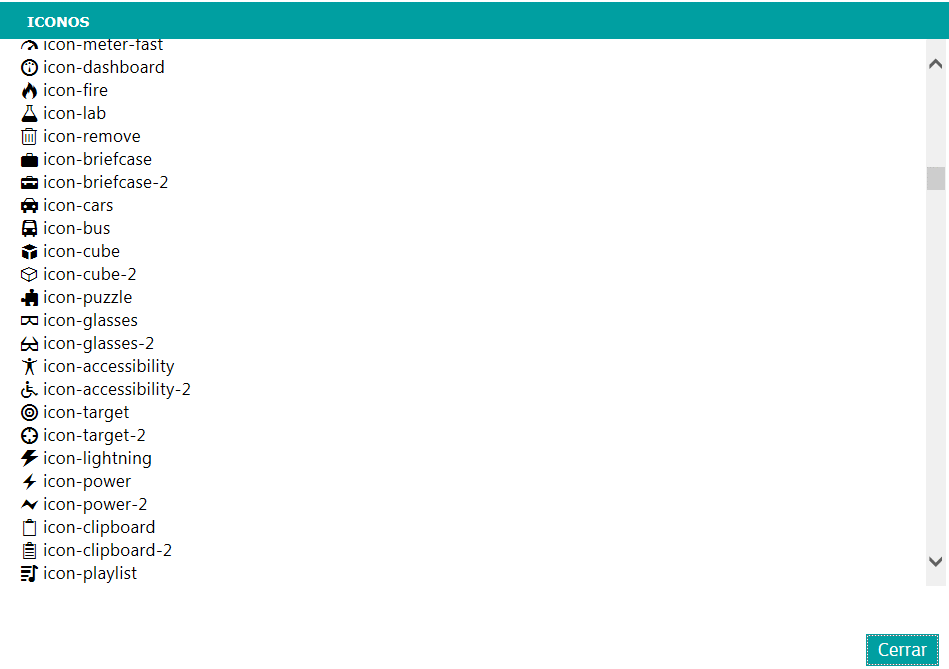 ICONOS
icon-meter-fast
icon-dashboard
icon-fire
icon-lab
icon-remove
icon-briefcase
icon-briefcase-2
icon-cars
icon-bus
icon-cube
icon-cube-2
icon-puzzle
icon-glasses
icon-glasses-2
icon-accessibility
icon-accessibility-2
icon-target
icon-target-2
icon-lightning
icon-power
icon-power-2
icon-clipboard
icon-clipboard-2
icon-playlist
Cerrar